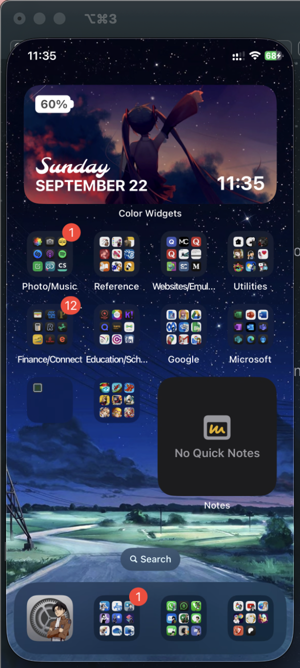 ⌥⌘3
11:35
68
60%
Sunday
SEPTEMBER 22
11:35
Color Widgets
1
Photo/Music
Reference
Websites/Emul...
Utilities
12
Finance/Connect
Education/Sch...
Google
Microsoft
No Quick Notes
Notes
Search
1